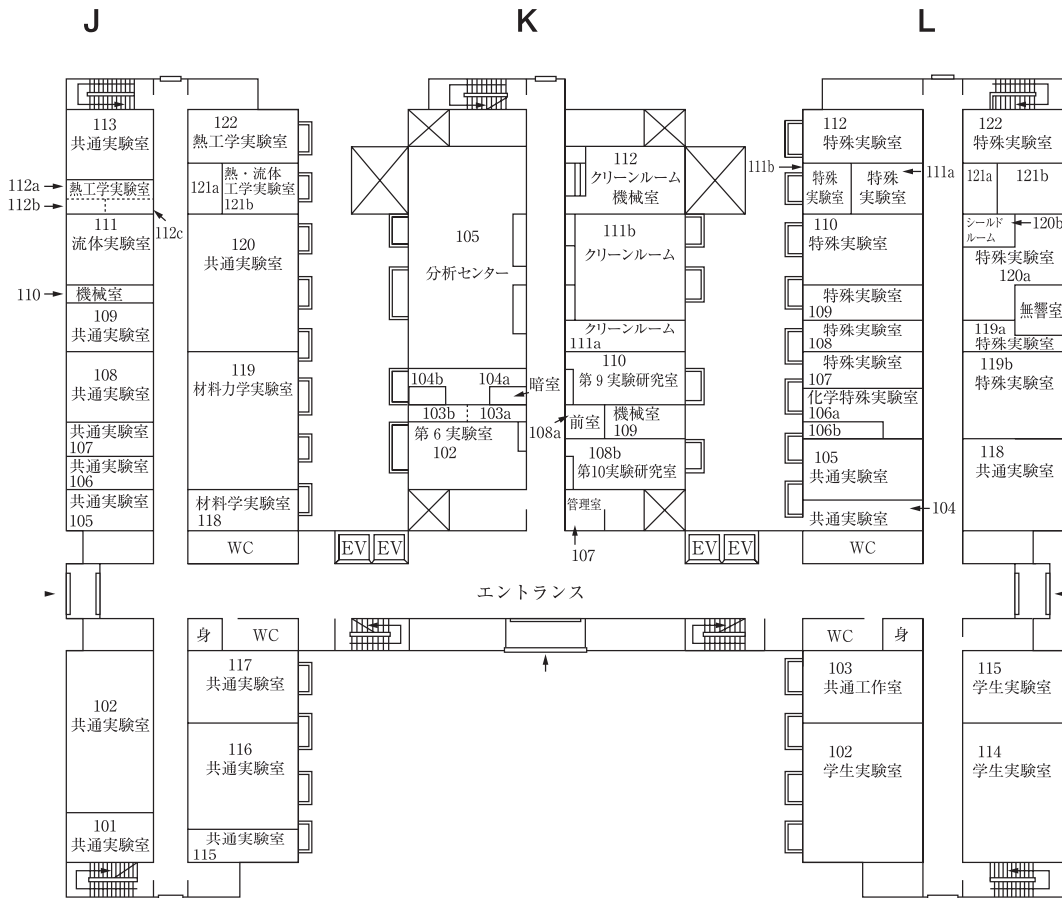 J
K
L
113
共通実験室
112a
熱工学実験室
112b
112c
111
流体実験室
110
機械室
109
共通実験室
108
共通実験室
共通実験室
107
共通実験室
106
共通実験室
105
122
熱工学実験室
121a
熱・流体
工学実験室
121b
120
共通実験室
119
材料力学実験室
材料学実験室
118
WC
EV
EV
105
分析センター
104b
104a
暗室
103b
103a
第6実験室
102
112
クリーンルーム
機械室
111b
クリーンルーム
クリーンルーム
111a
110
第9実験研究室
前室
108a
機械室
109
108b
第10実験研究室
管理室
107
EV
EV
112
特殊実験室
111b
特殊
実験室
特殊
実験室
111a
110
特殊実験室
特殊実験室
109
特殊実験室
108
特殊実験室
107
化学特殊実験室
106a
106b
105
共通実験室
104
共通実験室
WC
122
特殊実験室
121a
121b
シールド
ルーム
120b
特殊実験室
120a
無響室
119a
特殊実験室
119b
特殊実験室
118
共通実験室
エントランス
身
WC
WC
身
102
共通実験室
101
共通実験室
117
共通実験室
116
共通実験室
共通実験室
115
103
共通工作室
102
学生実験室
115
学生実験室
114
学生実験室